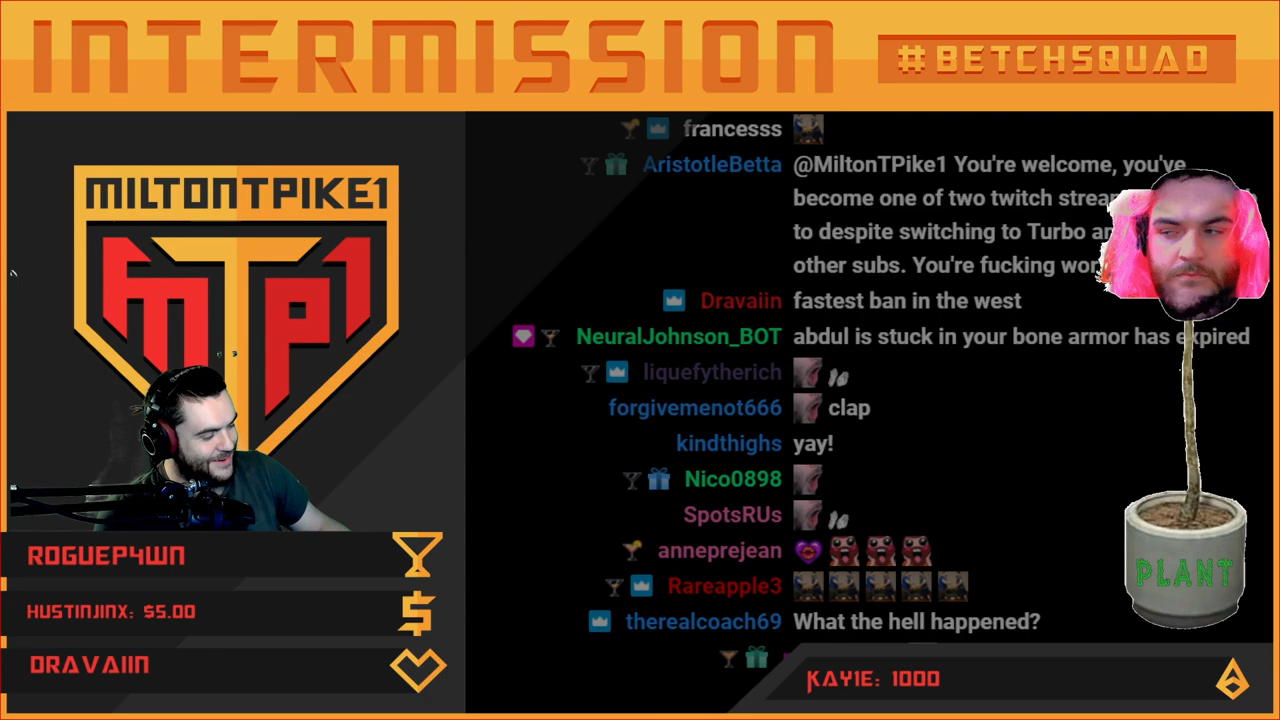 INTERMISSION
#BETCHSQUAD
MILTONTPIKE1
MTP1
francesss
AristotleBetta @MiltonTPike1 You're welcome, you've
become one of two twitch
to despite switching to Turbo
other subs. You're fucking
Dravaiin fastest ban in the west
NeuralJohnson_BOT abdul is stuck in your bone armor has expired
liquefytherich
forgivemenot666 clap
kindthighs yay!
Nico0898
SpotsRUs
anneprejean
Rareapple3
therealcoach69 What the hell happened?
PLANT
ROGUEP4WN
HUSTINJINX: $5.00
$
DRAVAIIN
KAY1E: 1000